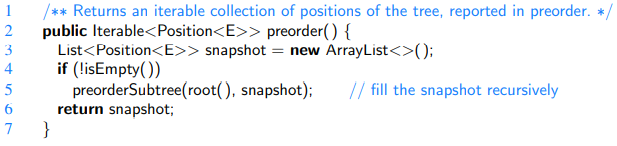 1 /** Returns an iterable collection of positions of the tree, reported in preorder. */
2 public Iterable<Position<E>> preorder() {
3 List<Position<E>> snapshot = new ArrayList<>();
4 if (!isEmpty())
5 preorderSubtree(root(), snapshot); // fill the snapshot recursively
6 return snapshot;
7 }